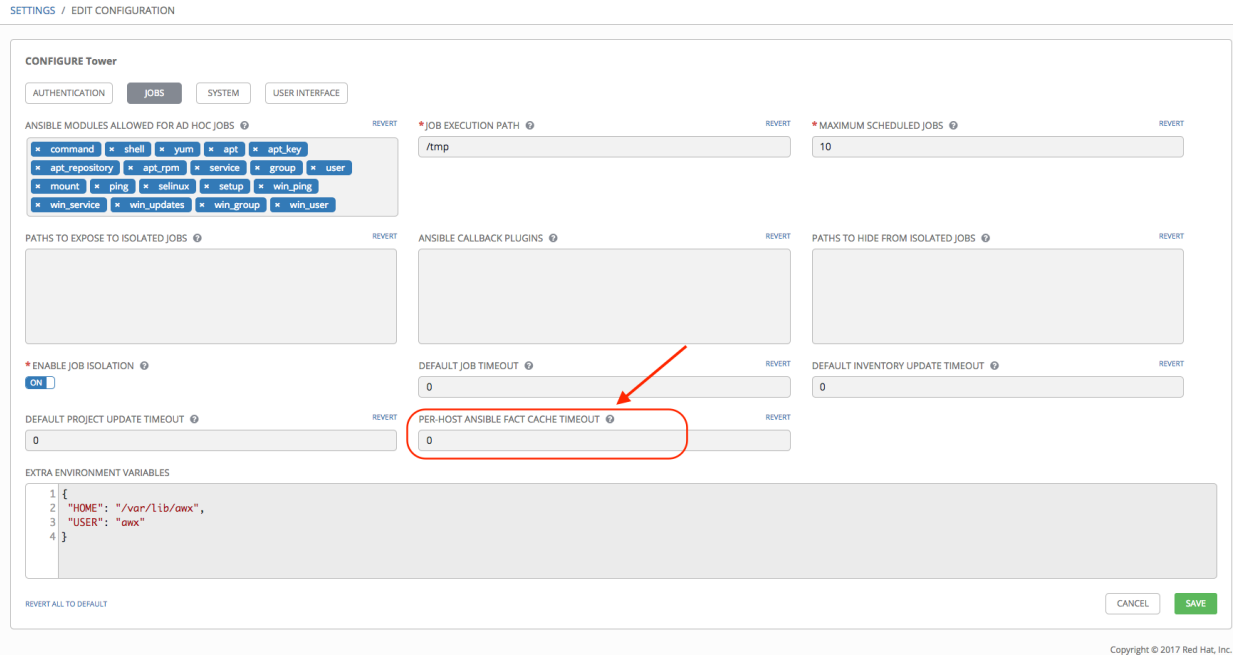 SETTINGS / EDIT CONFIGURATION
CONFIGURE Tower
AUTHENTICATION JOBS SYSTEM USER INTERFACE
ANSIBLE MODULES ALLOWED FOR AD HOC JOBS ? REVERT
× command × shell × yum × apt × apt_key
× apt_repository × apt_rpm × service × group × user
× mount × ping × selinux × setup × win_ping
× win_service × win_updates × win_group × win_user
* JOB EXECUTION PATH ? REVERT
/tmp
* MAXIMUM SCHEDULED JOBS ? REVERT
10
PATHS TO EXPOSE TO ISOLATED JOBS ? REVERT
ANSIBLE CALLBACK PLUGINS ? REVERT
PATHS TO HIDE FROM ISOLATED JOBS ? REVERT
* ENABLE JOB ISOLATION ?
ON
DEFAULT JOB TIMEOUT ? REVERT
0
DEFAULT INVENTORY UPDATE TIMEOUT ? REVERT
0
DEFAULT PROJECT UPDATE TIMEOUT ? REVERT
0
PER-HOST ANSIBLE FACT CACHE TIMEOUT ? REVERT
0
EXTRA ENVIRONMENT VARIABLES
1 {
2 "HOME": "/var/lib/awx",
3 "USER": "awx"
4 }
REVERT ALL TO DEFAULT
CANCEL SAVE
Copyright © 2017 Red Hat, Inc.